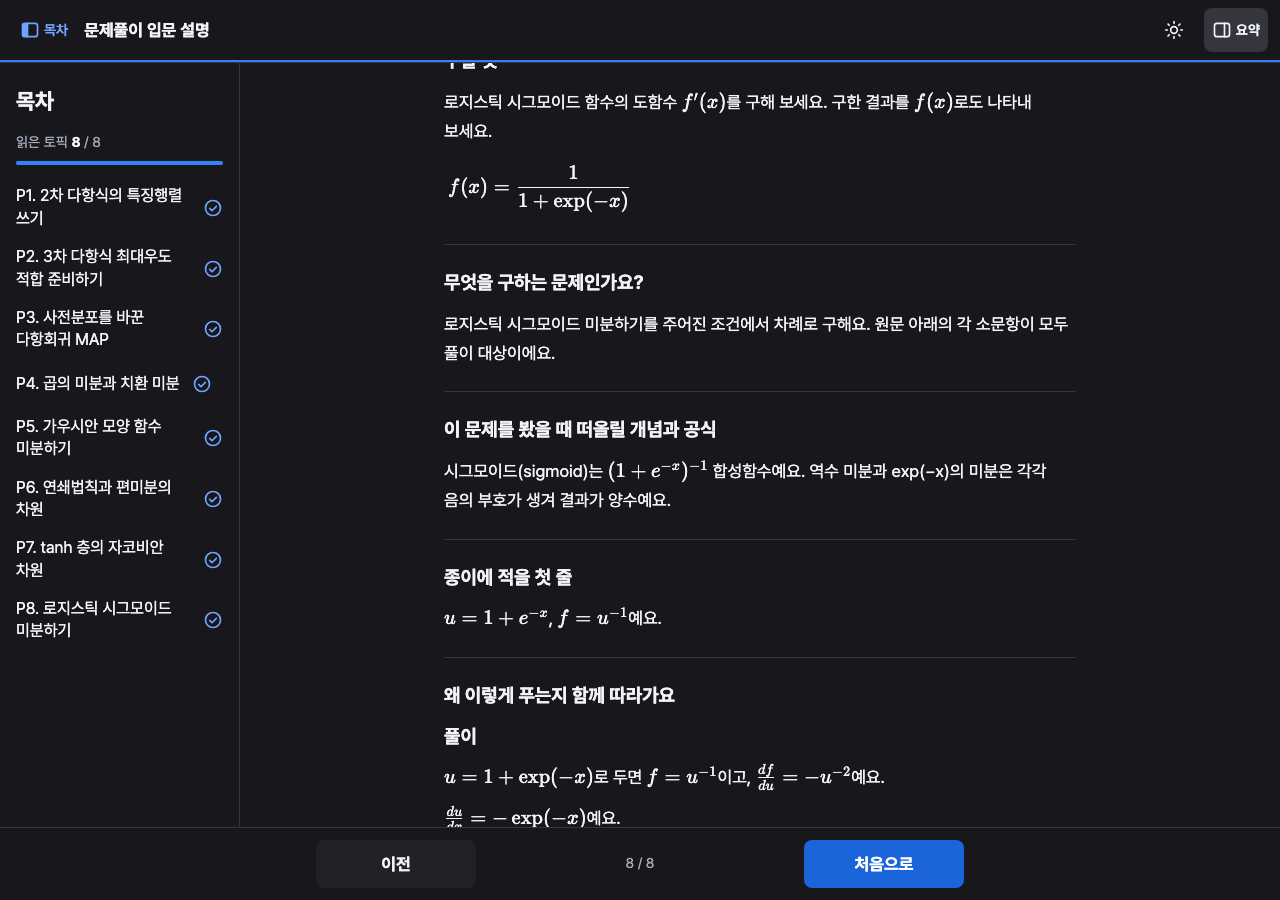 목차 문제풀이 입문 설명 요약
목차
읽은 토픽 8 / 8
P1. 2차 다항식의 특징행렬
쓰기
P2. 3차 다항식 최대우도
적합 준비하기
P3. 사전분포를 바꾼
다항회귀 MAP
P4. 곱의 미분과 치환 미분
P5. 가우시안 모양 함수
미분하기
P6. 연쇄법칙과 편미분의
차원
P7. tanh 층의 자코비안
차원
P8. 로지스틱 시그모이드
미분하기
로지스틱 시그모이드 함수의 도함수 f′(x)를 구해 보세요. 구한 결과를 f(x)로도 나타내
보세요.
f(x) = 1 / (1 + exp(−x))
무엇을 구하는 문제인가요?
로지스틱 시그모이드 미분하기를 주어진 조건에서 차례로 구해요. 원문 아래의 각 소문항이 모두
풀이 대상이에요.
이 문제를 봤을 때 떠올릴 개념과 공식
시그모이드(sigmoid)는 (1 + e⁻ˣ)⁻¹ 합성함수예요. 역수 미분과 exp(−x)의 미분은 각각
음의 부호가 생겨 결과가 양수예요.
종이에 적을 첫 줄
u = 1 + e⁻ˣ, f = u⁻¹예요.
왜 이렇게 푸는지 함께 따라가요
풀이
u = 1 + exp(−x)로 두면 f = u⁻¹이고, df/du = −u⁻²예요.
du/dx = − exp(−x)예요.
이전 8 / 8 처음으로